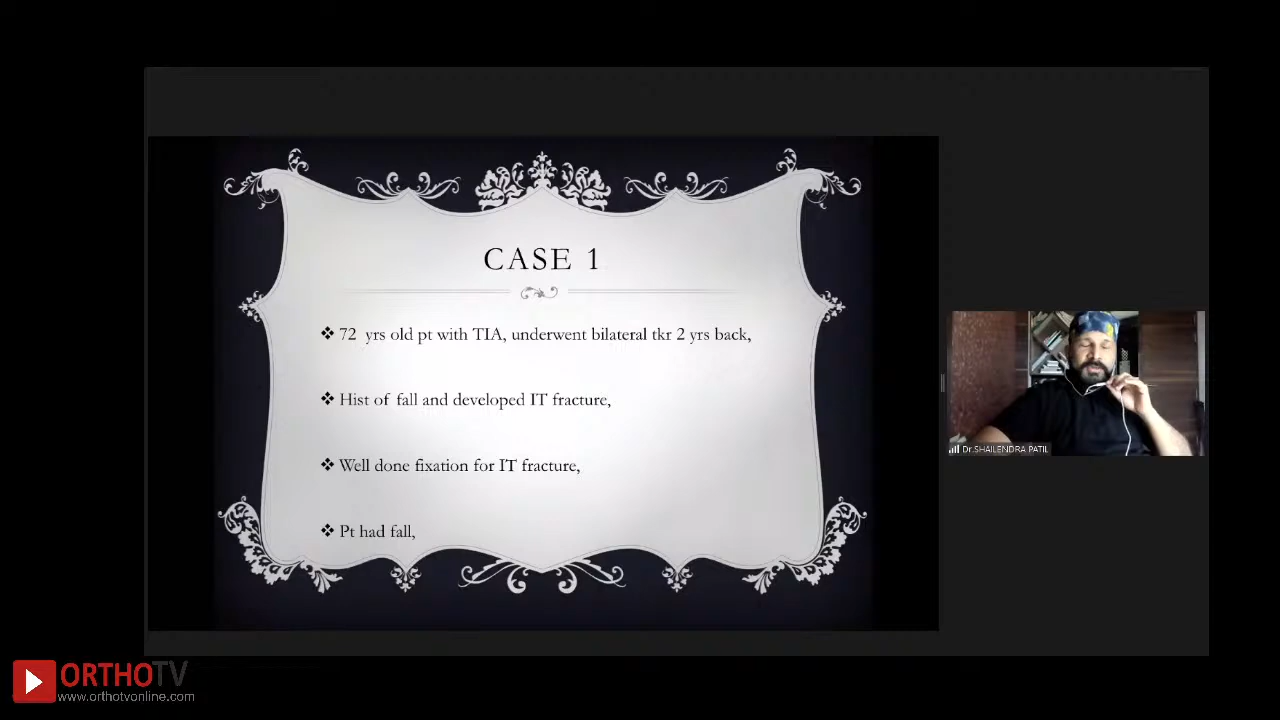 CASE 1
❖ 72 yrs old pt with TIA, underwent bilateral tkr 2 yrs back,
❖ Hist of fall and developed IT fracture,
❖ Well done fixation for IT fracture,
❖ Pt had fall,
Dr.SHAILENDRA PATIL
ORTHOTV
www.orthotvonline.com